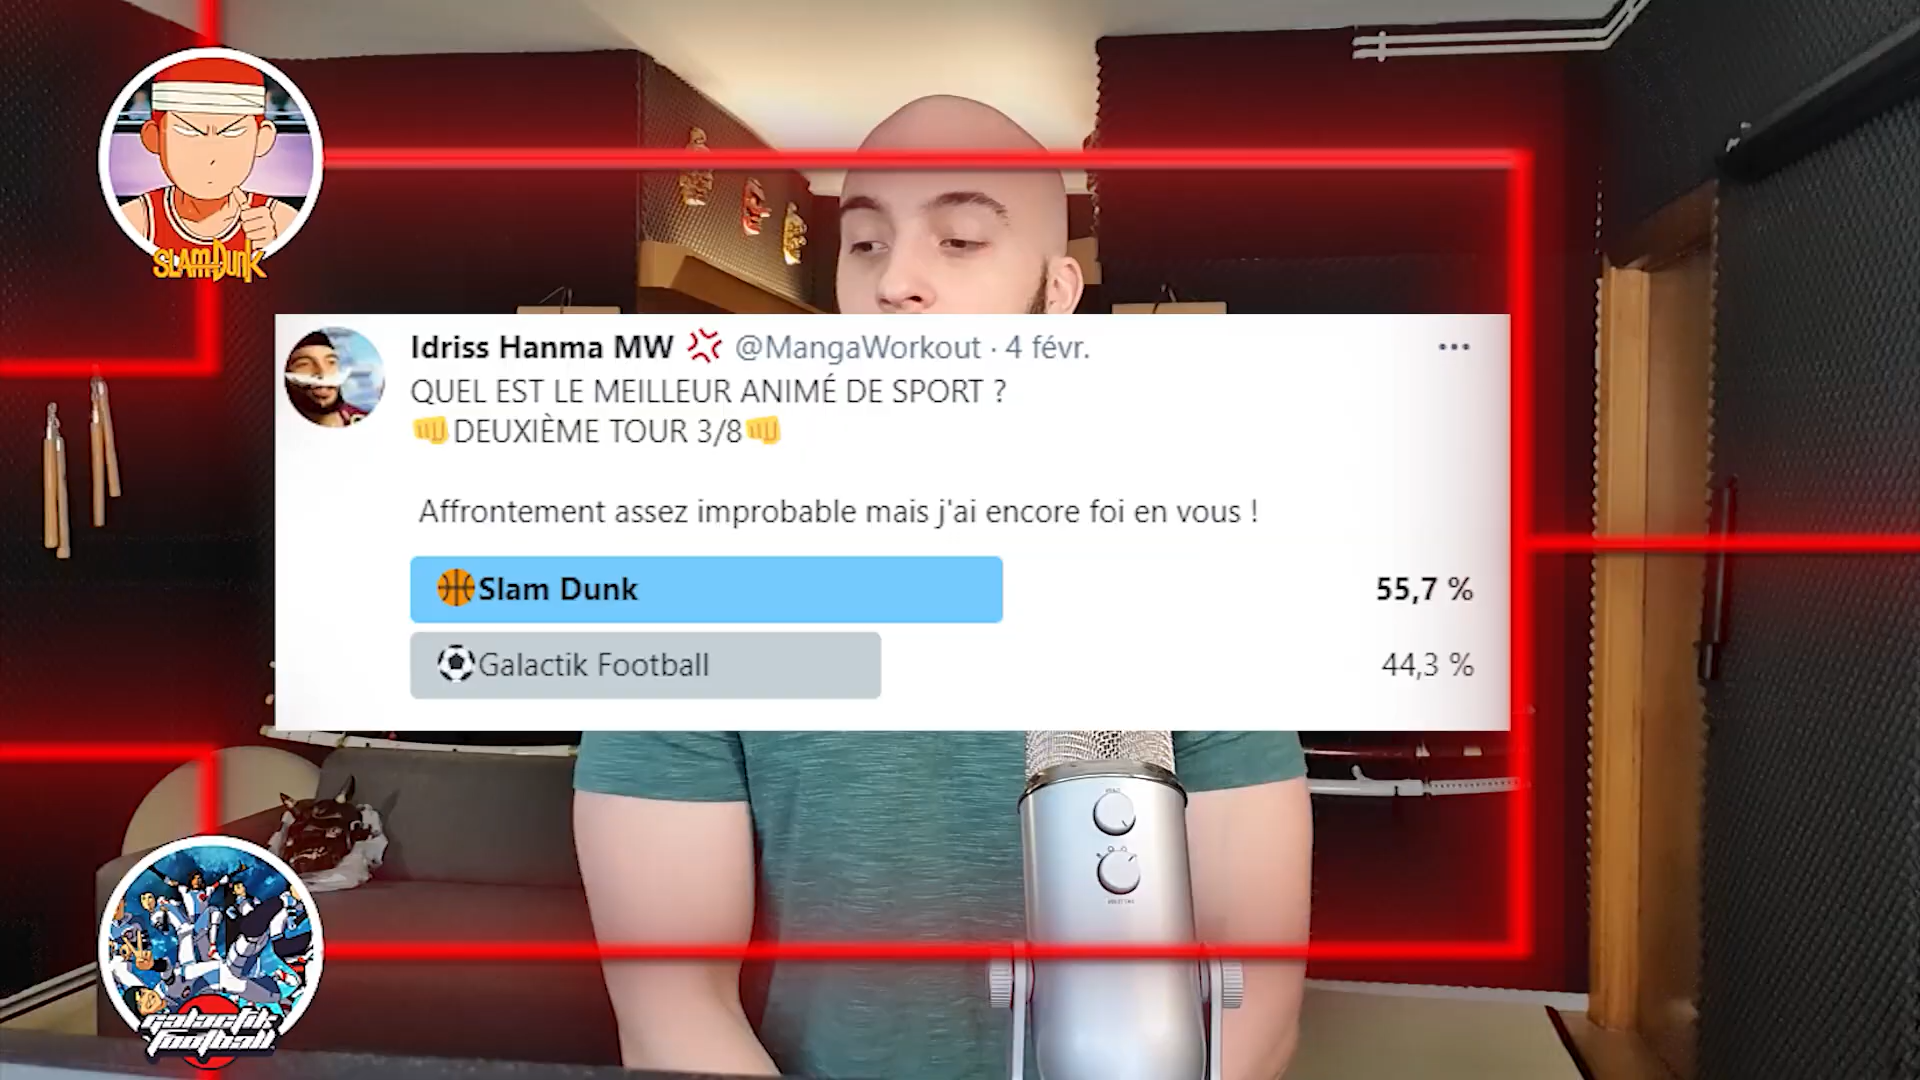 SLAM DUNK
Idriss Hanma MW 💢 @MangaWorkout · 4 févr.
QUEL EST LE MEILLEUR ANIMÉ DE SPORT ?
👊DEUXIÈME TOUR 3/8👊
Affrontement assez improbable mais j'ai encore foi en vous !
🏀Slam Dunk 55,7 %
⚽Galactik Football 44,3 %
galactik
football